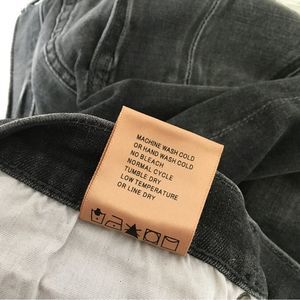 MACHINE WASH COLD
OR HAND WASH COLD
NO BLEACH
NORMAL CYCLE
TUMBLE DRY
LOW TEMPERATURE
OR LINE DRY